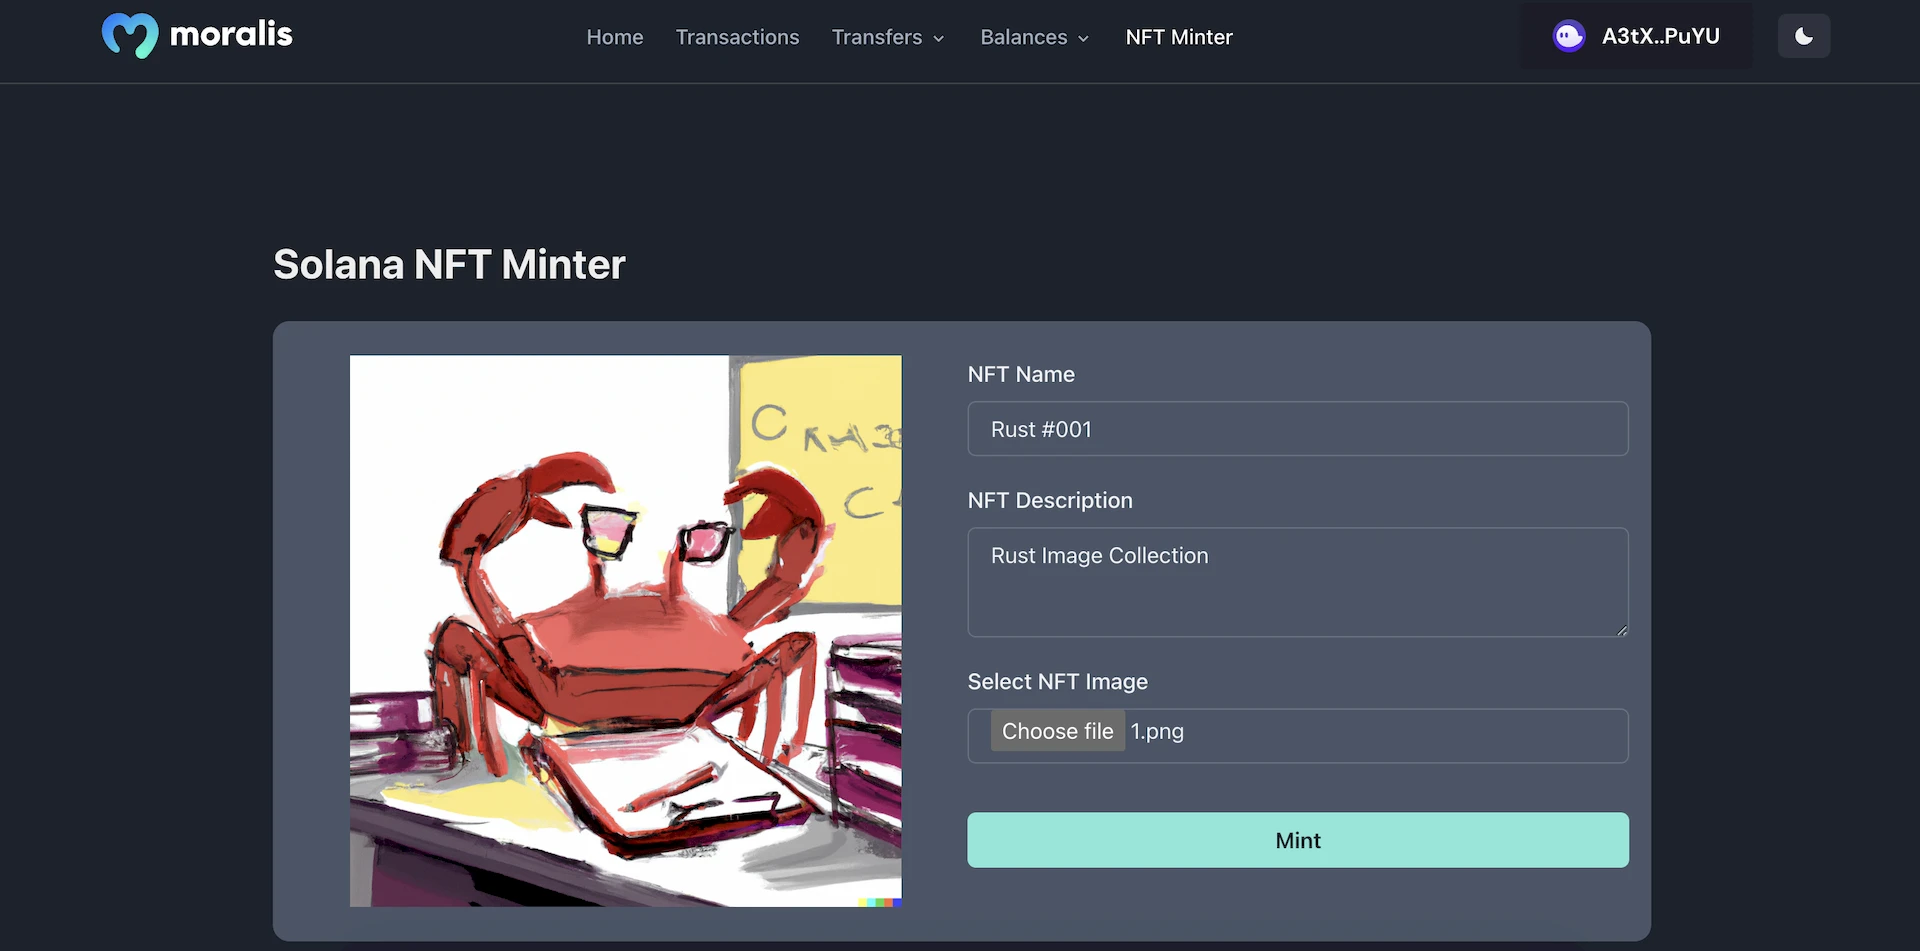 moralis
Home Transactions Transfers Balances NFT Minter
A3tX..PuYU
Solana NFT Minter
NFT Name
Rust #001
NFT Description
Rust Image Collection
Select NFT Image
Choose file 1.png
Mint